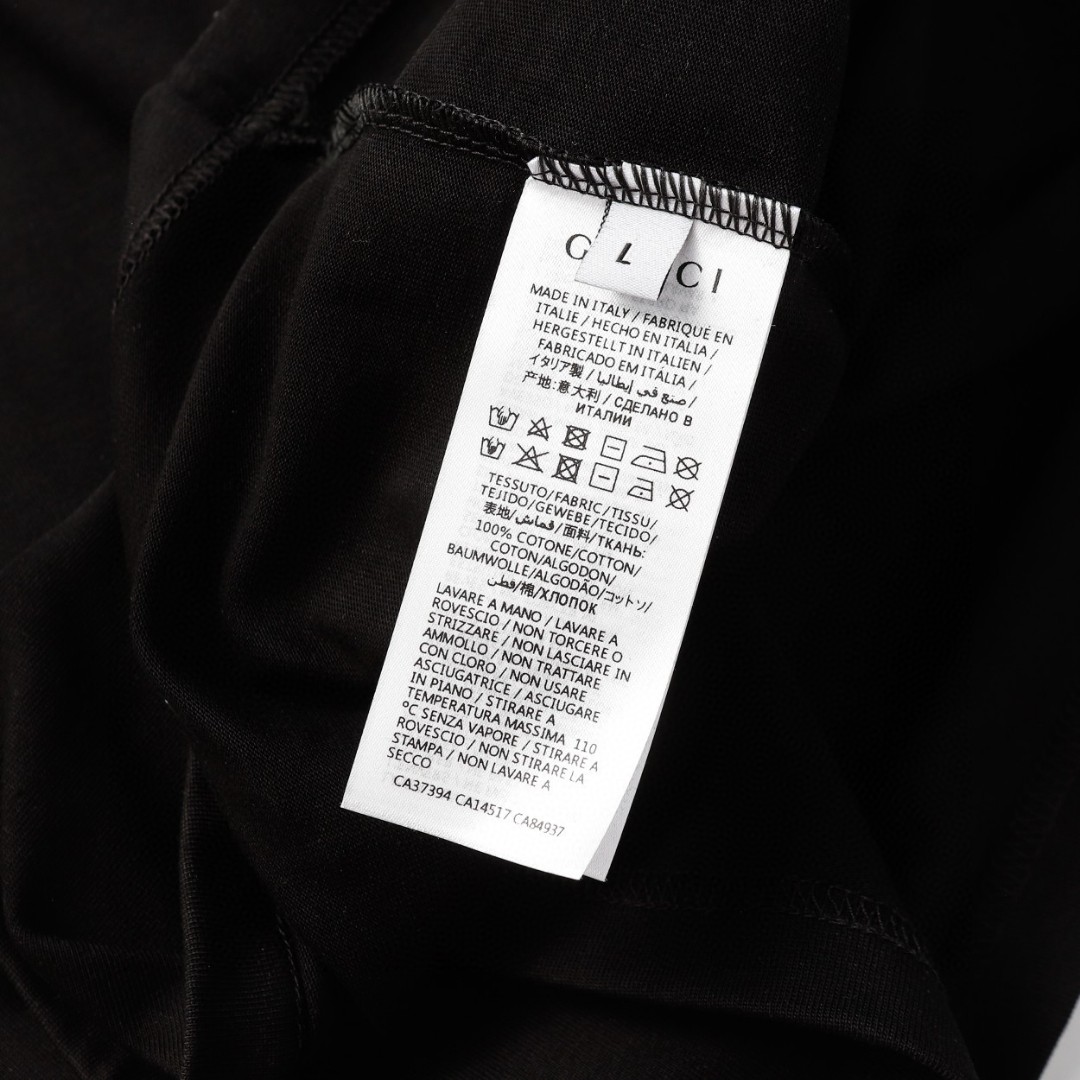 G L CI
MADE IN ITALY / FABRIQUÉ EN
ITALIE / HECHO EN ITALIA /
HERGESTELLT IN ITALIEN /
FABRICADO EM ITÁLIA /
イタリア製 / صنع في إيطاليا /
产地:意大利 / СДЕЛАНО В
ИТАЛИИ
TESSUTO/FABRIC/TISSU/
TEJIDO/GEWEBE/TECIDO/
表地/قماش/面料/ТКАНЬ:
100% COTONE/COTTON/
COTON/ALGODON/
BAUMWOLLE/ALGODÃO/コットン/
قطن/棉/ХЛОПОК
LAVARE A MANO / LAVARE A
ROVESCIO / NON TORCERE O
STRIZZARE / NON LASCIARE IN
AMMOLLO / NON TRATTARE
CON CLORO / NON USARE
ASCIUGATRICE / ASCIUGARE
IN PIANO / STIRARE A
TEMPERATURA MASSIMA 110
°C SENZA VAPORE / STIRARE A
ROVESCIO / NON STIRARE LA
STAMPA / NON LAVARE A
SECCO
CA37394 CA14517 CA84937